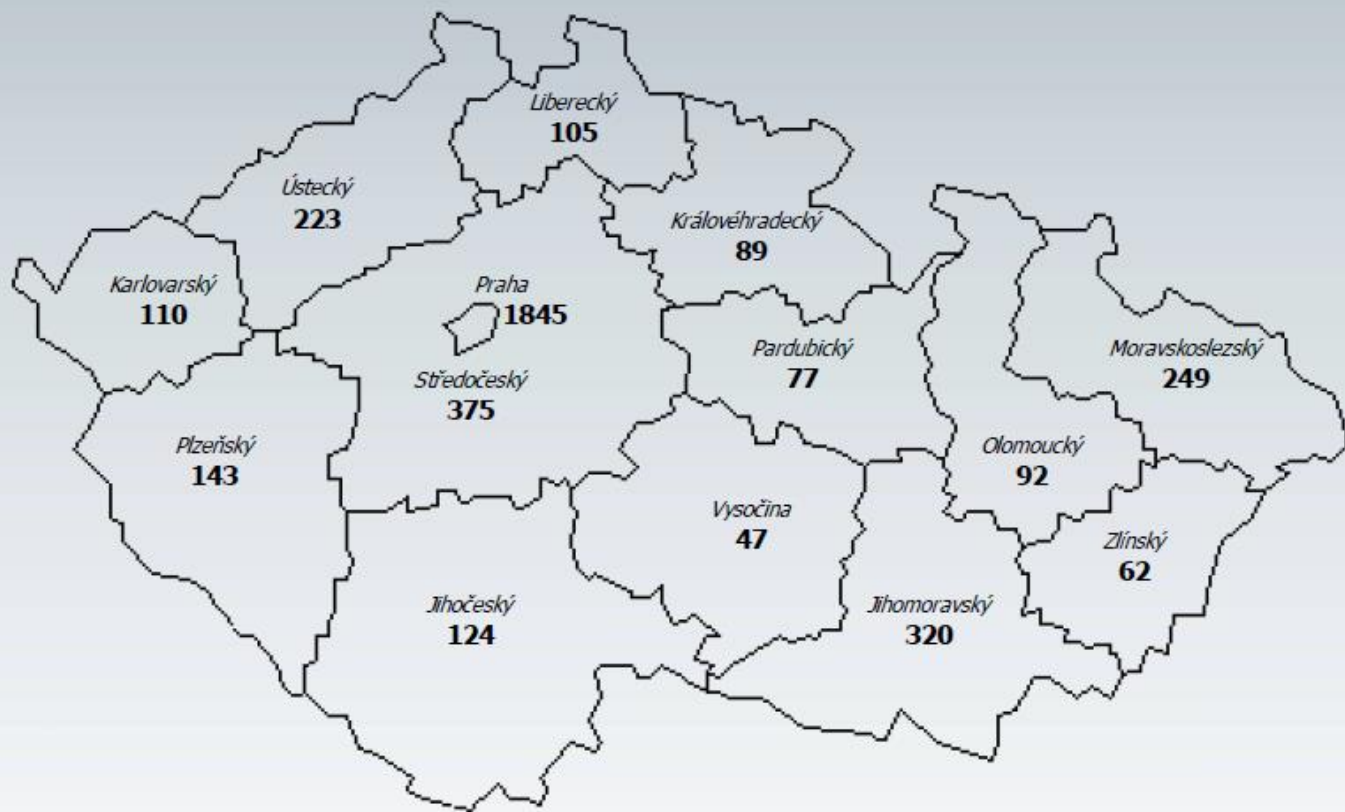 Liberecký
105
Ústecký
223
Královéhradecký
89
Karlovarský
110
Praha
1845
Pardubický
77
Moravskoslezský
249
Středočeský
375
Plzeňský
143
Olomoucký
92
Vysočina
47
Zlínský
62
Jihočeský
124
Jihomoravský
320